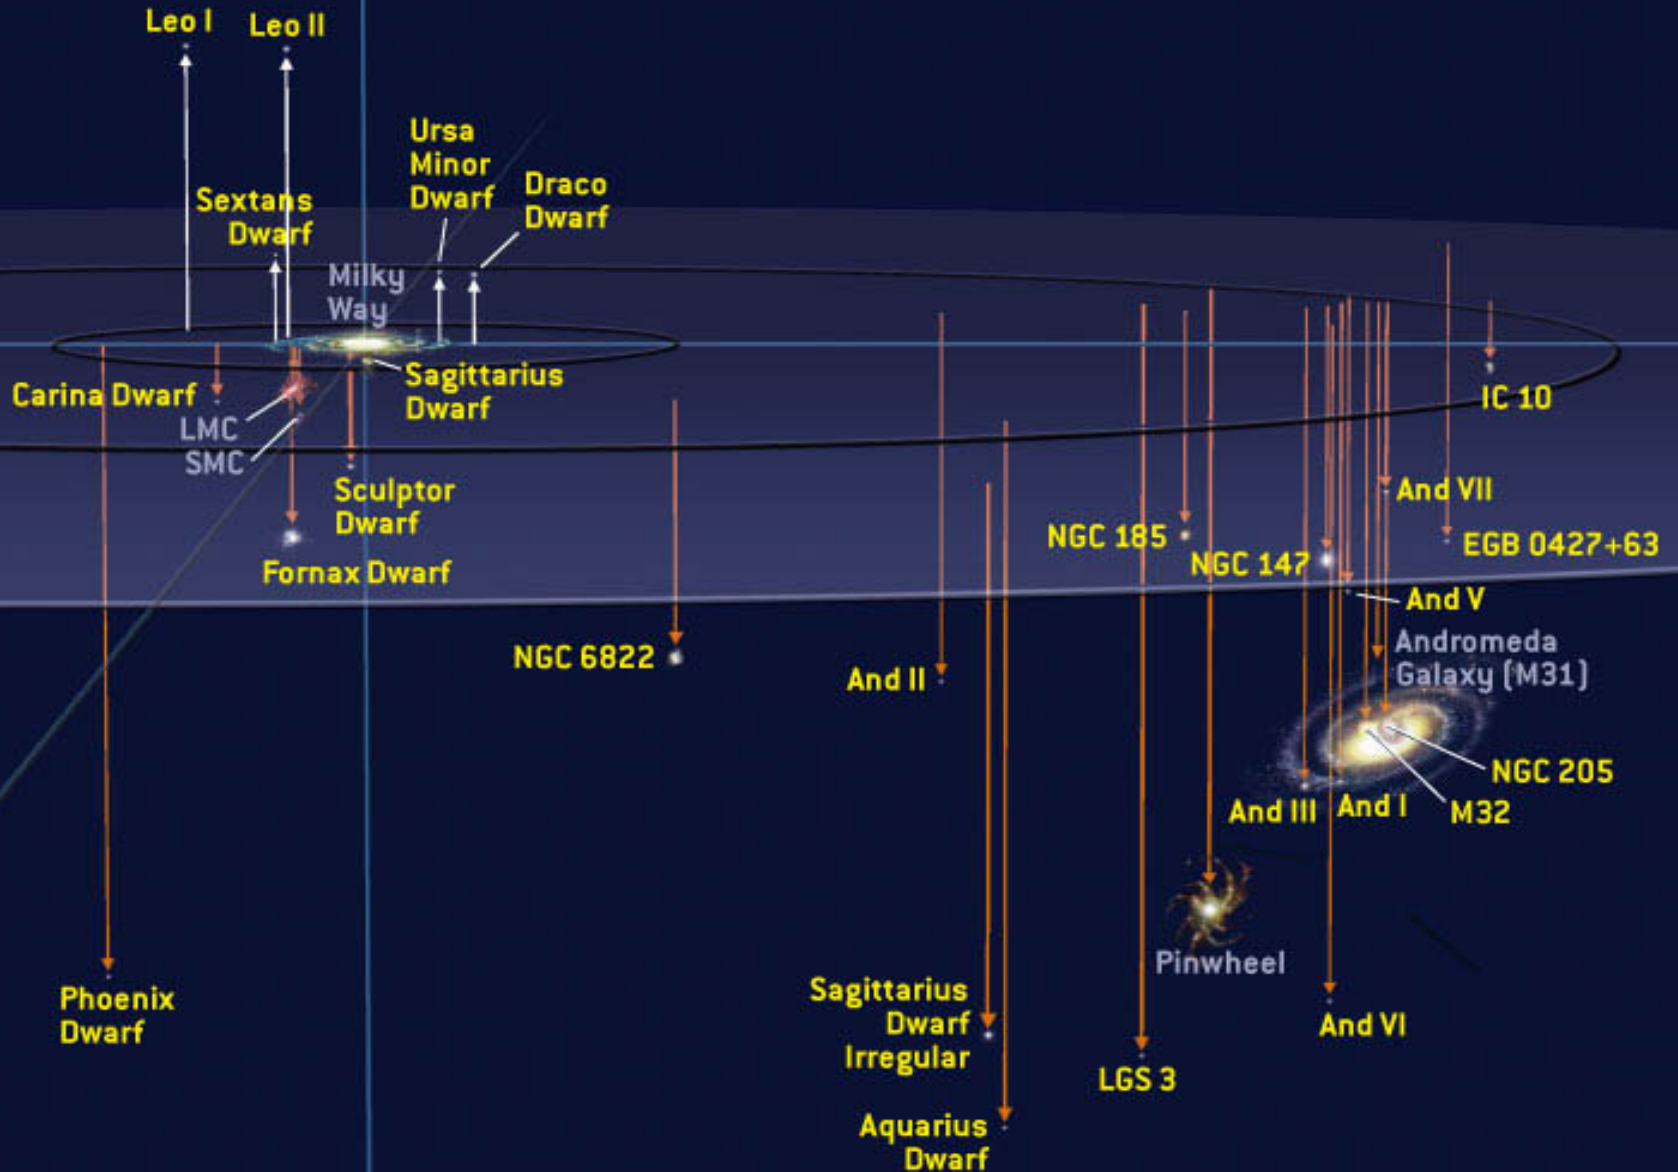 Leo I
Leo II
Ursa
Minor
Dwarf
Draco
Dwarf
Sextans
Dwarf
Milky
Way
Carina Dwarf
Sagittarius
Dwarf
LMC
SMC
IC 10
Sculptor
Dwarf
And VII
NGC 185
EGB 0427+63
NGC 147
Fornax Dwarf
And V
NGC 6822
And II
Andromeda
Galaxy (M31)
NGC 205
And III
And I
M32
Pinwheel
Phoenix
Dwarf
Sagittarius
Dwarf
Irregular
And VI
LGS 3
Aquarius
Dwarf